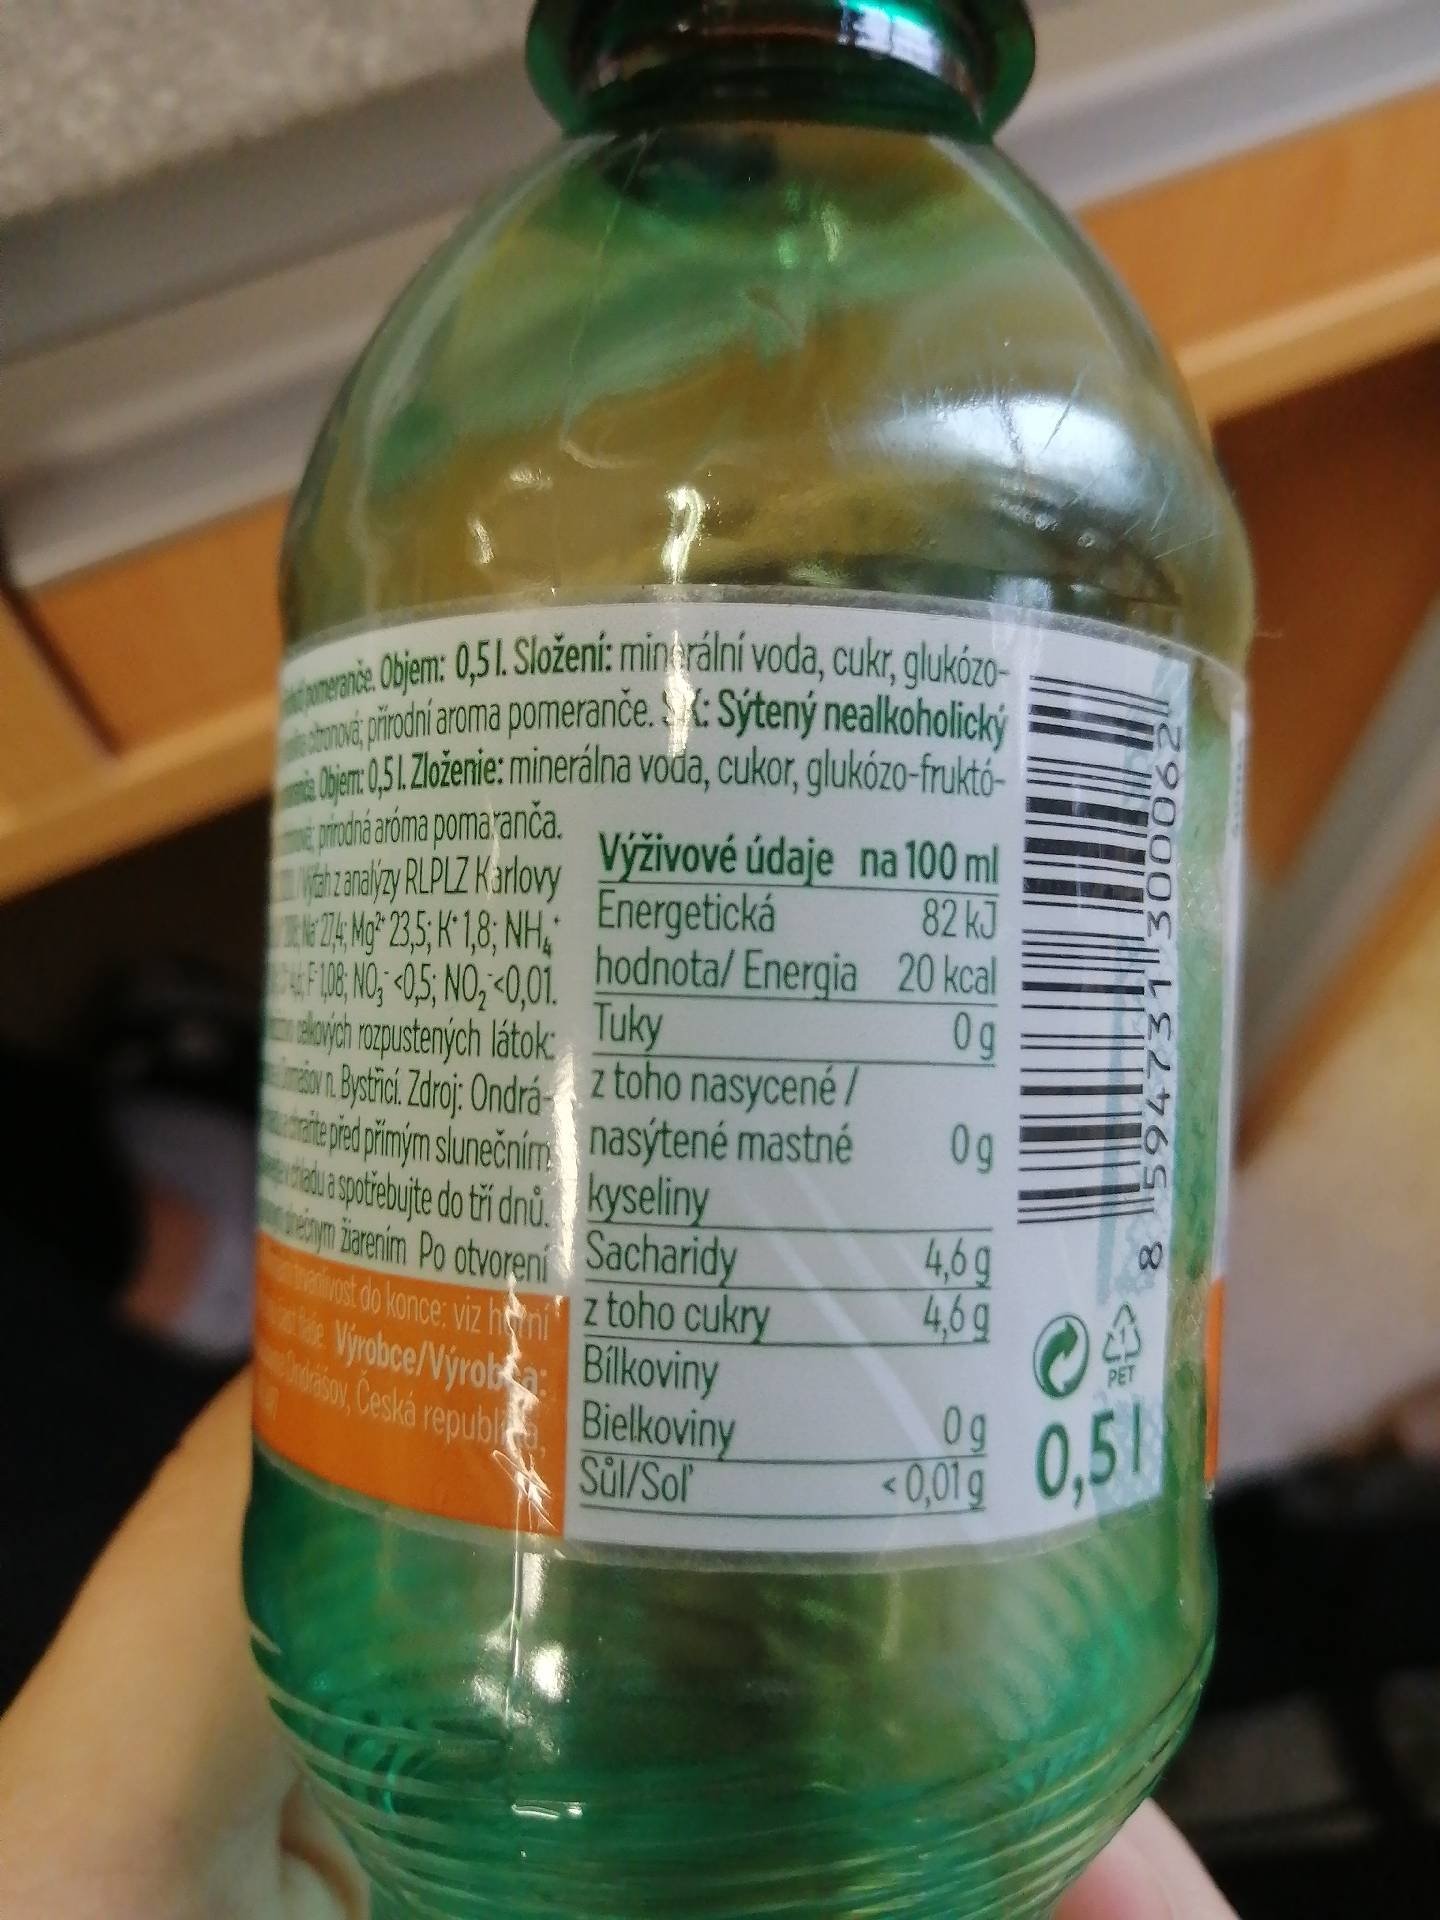 pomeranče. Objem: 0,5 l. Složení: minerální voda, cukr, glukózo-
citronová; přírodní aroma pomeranče. SK: Sýtený nealkoholický
Objem: 0,5 l. Zloženie: minerálna voda, cukor, glukózo-fruktó-
prírodná aróma pomaranča.
/Výťah z analýzy RLPLZ Karlovy
Na⁺ 27,4; Mg²⁺ 23,5; K⁺ 1,8; NH₄⁺
F⁻ 1,08; NO₃⁻ <0,5; NO₂⁻ <0,01.
celkových rozpustených látok:
n. Bystřicí. Zdroj: Ondrá-
chraňte před přímým slunečním
chladu a spotřebujte do tří dnů.
slnečným žiarením Po otvorení
do konce: viz horní
Výrobce/Výrobca:
Ondrášov, Česká republika,
Výživové údaje na 100 ml
Energetická 82 kJ
hodnota/ Energia 20 kcal
Tuky 0 g
z toho nasycené /
nasýtené mastné 0 g
kyseliny
Sacharidy 4,6 g
z toho cukry 4,6 g
Bílkoviny
Bielkoviny 0 g
Sůl/Soľ < 0,01 g
8 594731 300062
1
PET
0,5 l